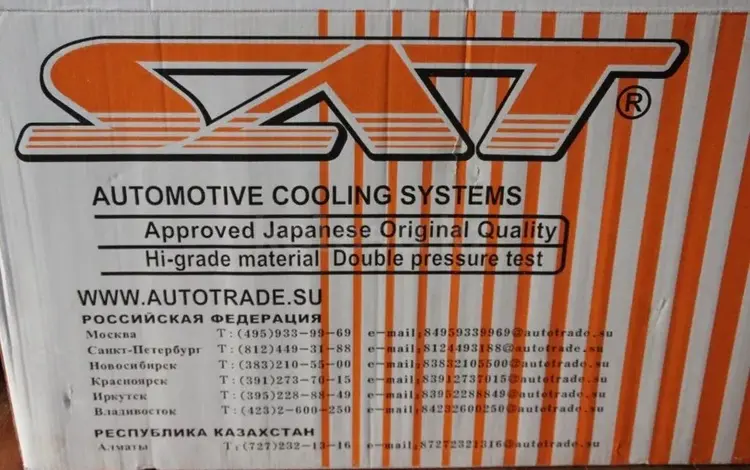 SAT ®
AUTOMOTIVE COOLING SYSTEMS
Approved Japanese Original Quality
Hi-grade material Double pressure test
WWW.AUTOTRADE.SU
РОССИЙСКАЯ ФЕДЕРАЦИЯ
Москва T:(495)933-99-69 e-mail:84959339969@autotrade.su
Санкт-Петербург T:(812)449-31-88 e-mail:8124493188@autotrade.su
Новосибирск T:(383)210-55-00 e-mail:83832105500@autotrade.su
Красноярск T:(391)273-70-15 e-mail:83912737015@autotrade.su
Иркутск T:(395)228-88-49 e-mail:83952288849@autotrade.su
Владивосток T:(423)2-600-250 e-mail:84232600250@autotrade.su
РЕСПУБЛИКА КАЗАХСТАН
Алматы T:(727)232-13-16 e-mail:87272321316@autotrade.su